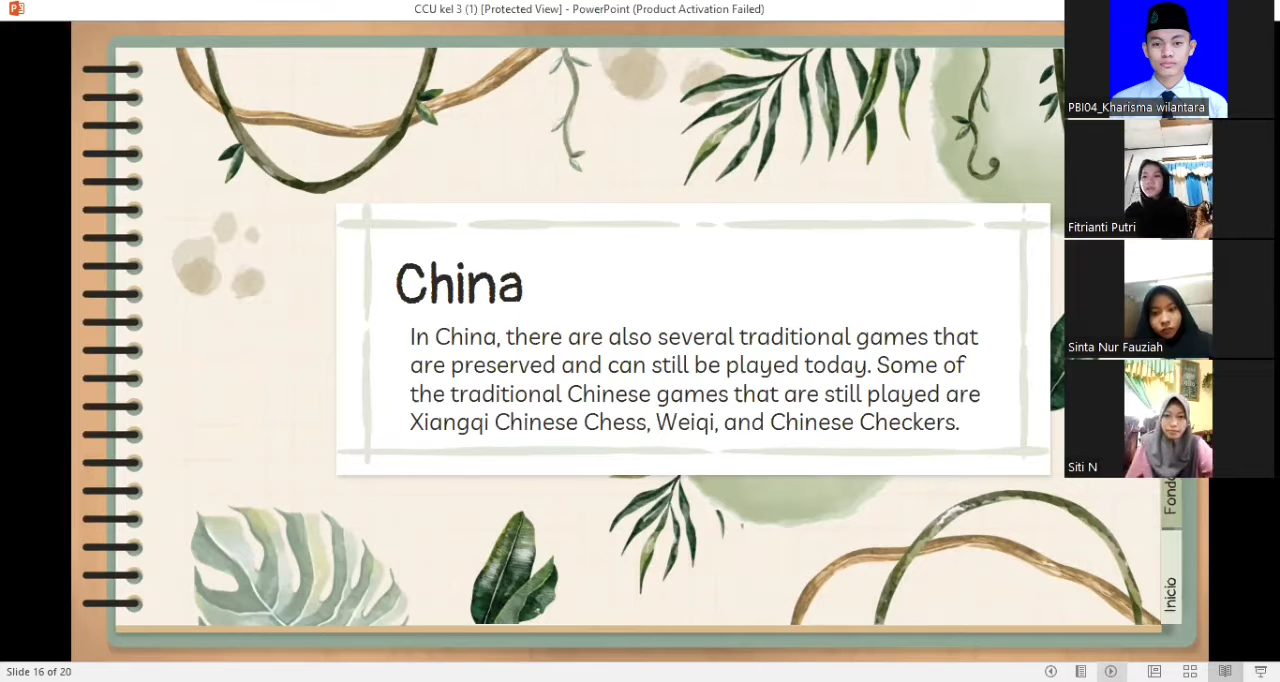 CCU kel 3 (1) [Protected View] - PowerPoint (Product Activation Failed)
PBI04_Kharisma wilantara
Fitrianti Putri
Sinta Nur Fauziah
Siti N
China
In China, there are also several traditional games that
are preserved and can still be played today. Some of
the traditional Chinese games that are still played are
Xiangqi Chinese Chess, Weiqi, and Chinese Checkers.
Inicio
Slide 16 of 20